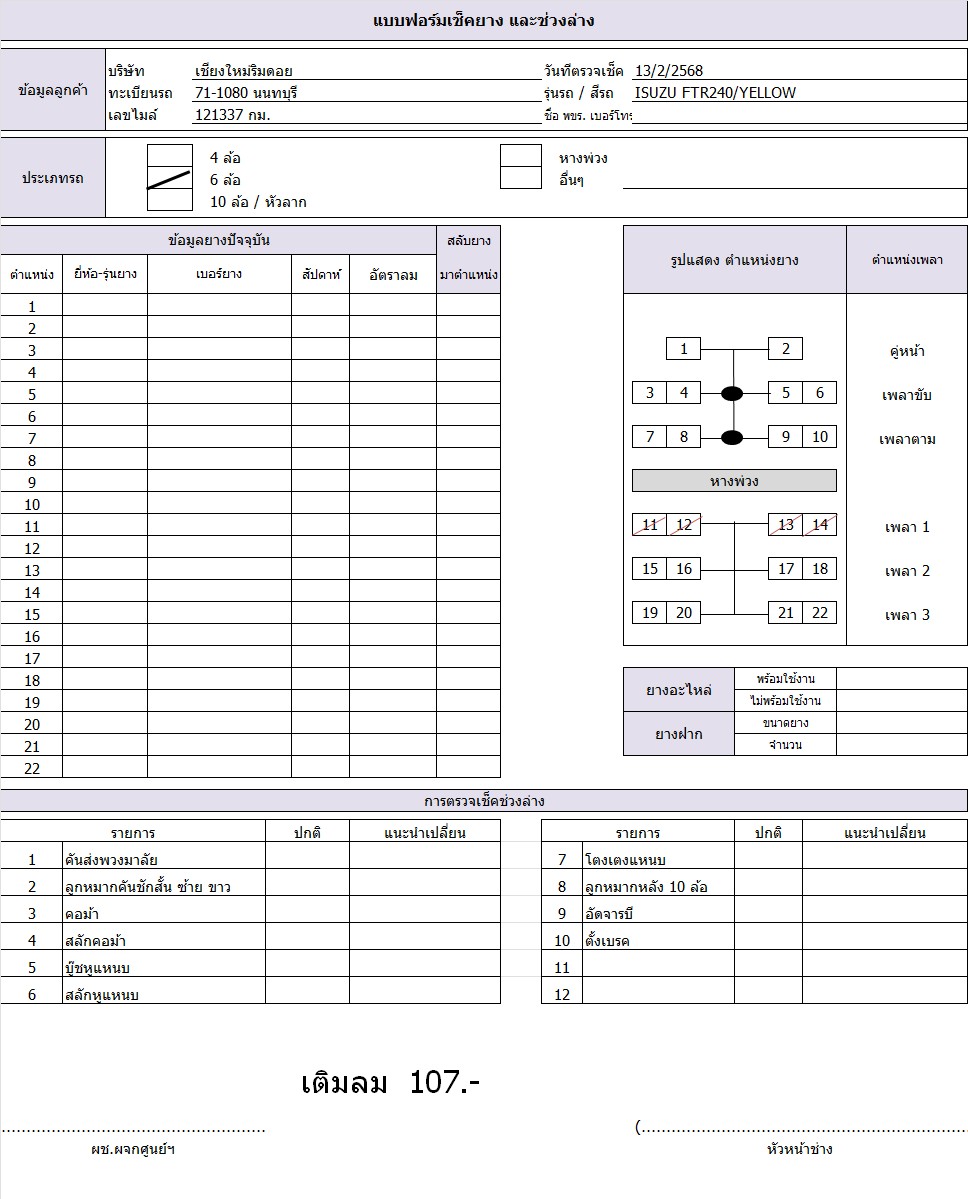 แบบฟอร์มเช็คยาง และช่วงล่าง
ข้อมูลลูกค้า
บริษัท เชียงใหม่ริมดอย วันที่ตรวจเช็ค 13/2/2568
ทะเบียนรถ 71-1080 นนทบุรี รุ่นรถ / สีรถ ISUZU FTR240/YELLOW
เลขไมล์ 121337 กม. ชื่อ พขร. เบอร์โทร
ประเภทรถ
4 ล้อ หางพ่วง
6 ล้อ อื่นๆ
10 ล้อ / หัวลาก
ข้อมูลยางปัจจุบัน สลับยาง
ตำแหน่ง ยี่ห้อ-รุ่นยาง เบอร์ยาง สัปดาห์ อัตราลม มาตำแหน่ง
1
2
3
4
5
6
7
8
9
10
11
12
13
14
15
16
17
18
19
20
21
22
รูปแสดง ตำแหน่งยาง ตำแหน่งเพลา
1 2 คู่หน้า
3 4 5 6 เพลาขับ
7 8 9 10 เพลาตาม
หางพ่วง
11 12 13 14 เพลา 1
15 16 17 18 เพลา 2
19 20 21 22 เพลา 3
ยางอะไหล่ พร้อมใช้งาน
ไม่พร้อมใช้งาน
ยางฝาก ขนาดยาง
จำนวน
การตรวจเช็คช่วงล่าง
รายการ ปกติ แนะนำเปลี่ยน รายการ ปกติ แนะนำเปลี่ยน
1 คันส่งพวงมาลัย 7 โตงเตงแหนบ
2 ลูกหมากคันชักสั้น ซ้าย ขาว 8 ลูกหมากหลัง 10 ล้อ
3 คอม้า 9 อัดจารบี
4 สลักคอม้า 10 ตั้งเบรค
5 บู๊ชหูแหนบ 11
6 สลักหูแหนบ 12
เติมลม 107.-
.................................................... (.................................................................
ผช.ผจกศูนย์ฯ หัวหน้าช่าง